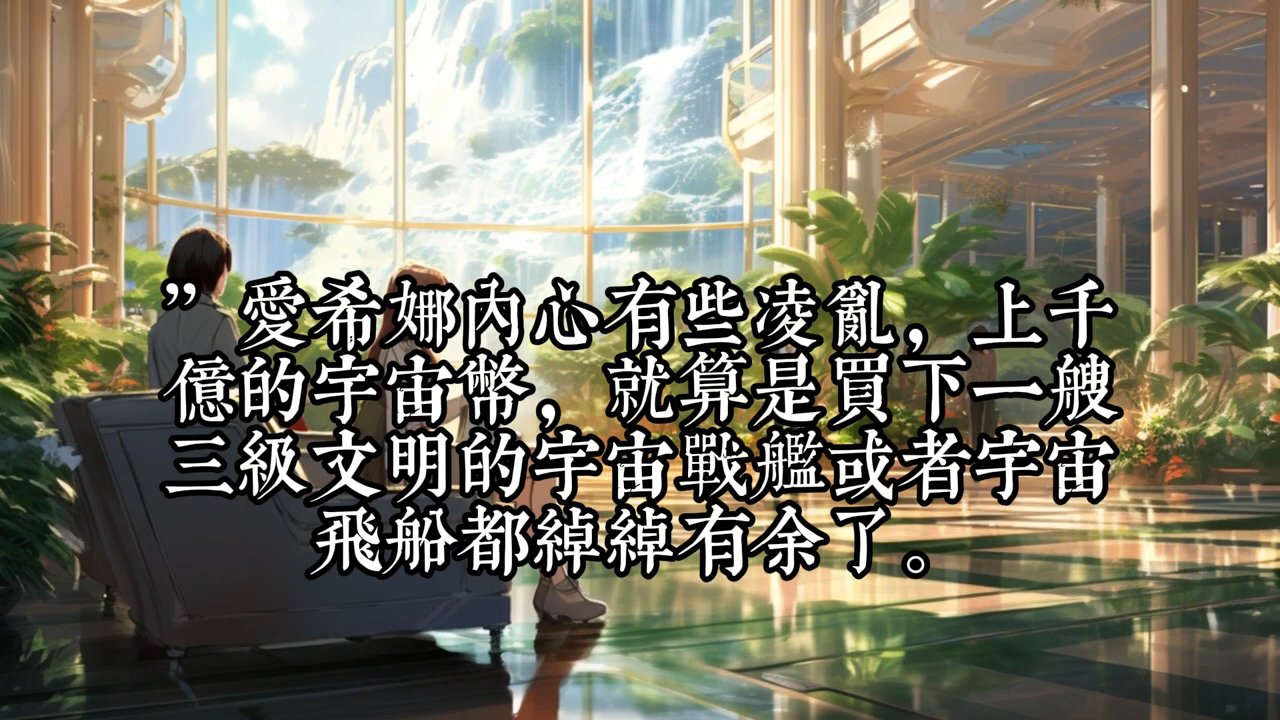 ”愛希娜內心有些凌亂，上千
億的宇宙幣，就算是買下一艘
三級文明的宇宙戰艦或者宇宙
飛船都綽綽有余了。